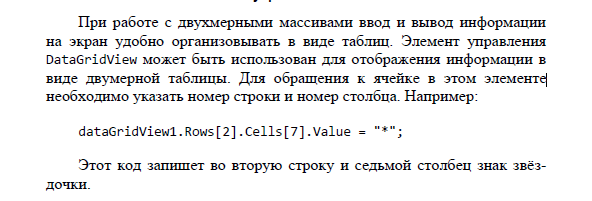 При работе с двухмерными массивами ввод и вывод информации
на экран удобно организовывать в виде таблиц. Элемент управления
DataGridView может быть использован для отображения информации в
виде двумерной таблицы. Для обращения к ячейке в этом элементе
необходимо указать номер строки и номер столбца. Например:
dataGridView1.Rows[2].Cells[7].Value = "*";
Этот код запишет во вторую строку и седьмой столбец знак звёз-
дочки.